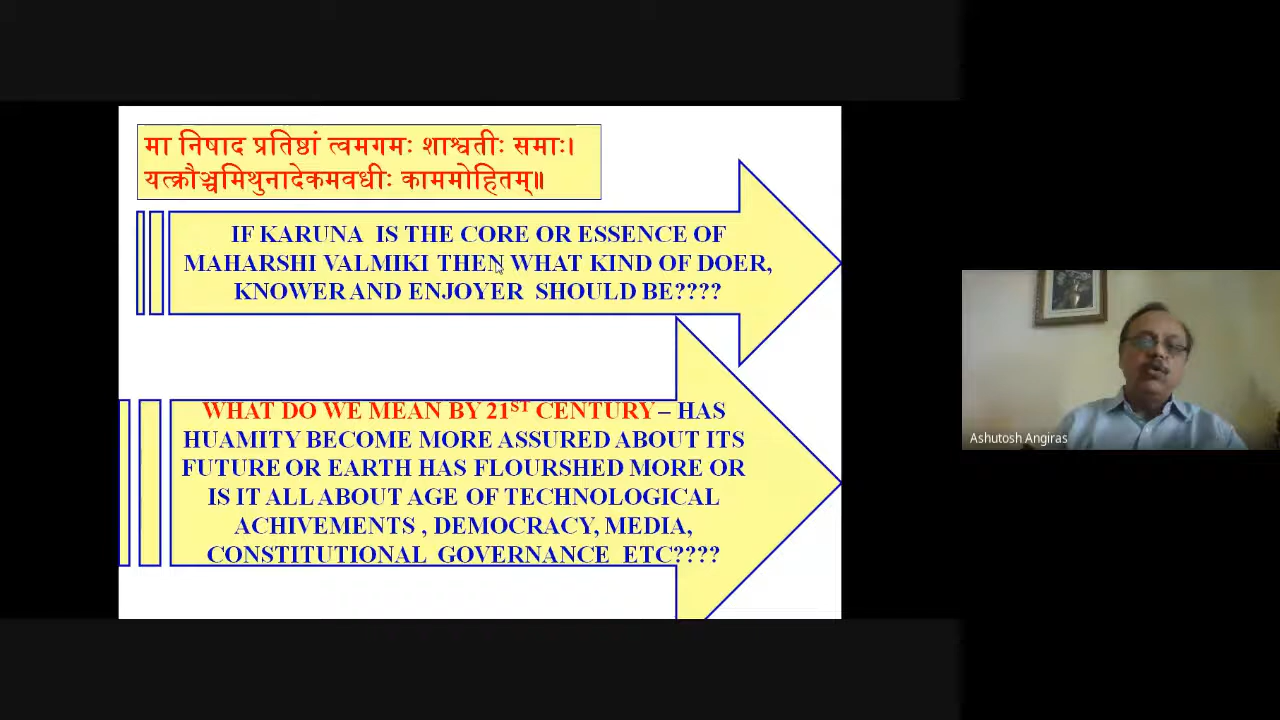 मा निषाद प्रतिष्ठां त्वमगमः शाश्वतीः समाः।
यत्क्रौञ्चमिथुनादेकमवधीः काममोहितम्॥
IF KARUNA IS THE CORE OR ESSENCE OF
MAHARSHI VALMIKI THEN WHAT KIND OF DOER,
KNOWER AND ENJOYER SHOULD BE????
WHAT DO WE MEAN BY 21ST CENTURY – HAS
HUAMITY BECOME MORE ASSURED ABOUT ITS
FUTURE OR EARTH HAS FLOURSHED MORE OR
IS IT ALL ABOUT AGE OF TECHNOLOGICAL
ACHIVEMENTS , DEMOCRACY, MEDIA,
CONSTITUTIONAL GOVERNANCE ETC????
Ashutosh Angiras